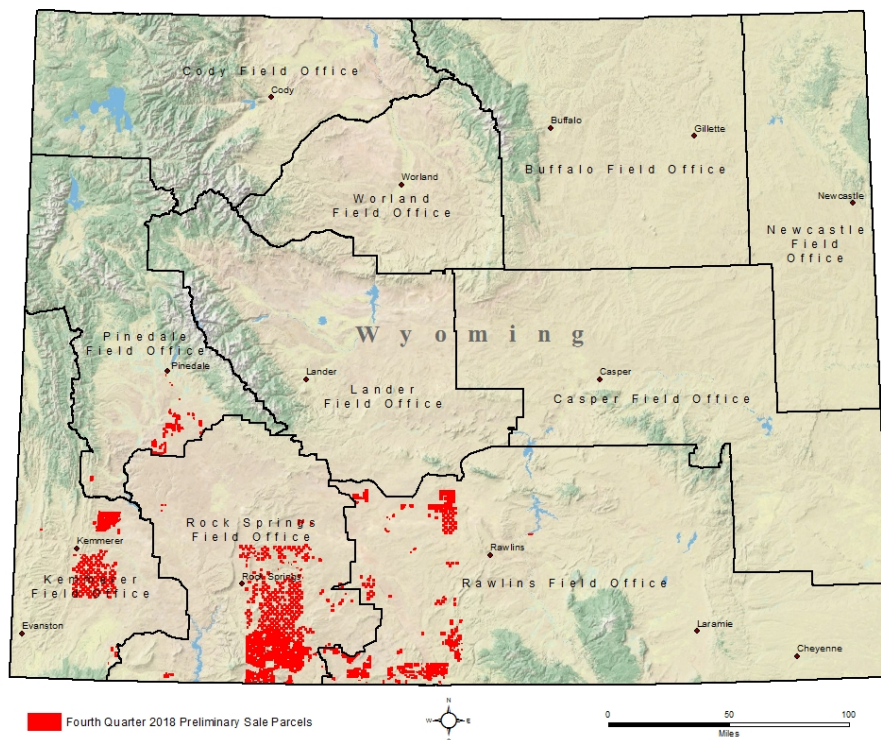 Cody Field Office
Cody
Buffalo
Gillette
Buffalo Field Office
Worland
Worland
Field Office
Newcastle
Newcastle
Field
Office
Wyoming
Pinedale
Field Office
Pinedale
Lander
Lander
Field Office
Casper
Casper Field Office
Rock Springs
Field Office
Kemmerer
Rawlins
Rock Springs
Kemmerer
Field Office
Rawlins Field Office
Evanston
Laramie
Cheyenne
Fourth Quarter 2018 Preliminary Sale Parcels
N
W E
S
0 50 100
Miles